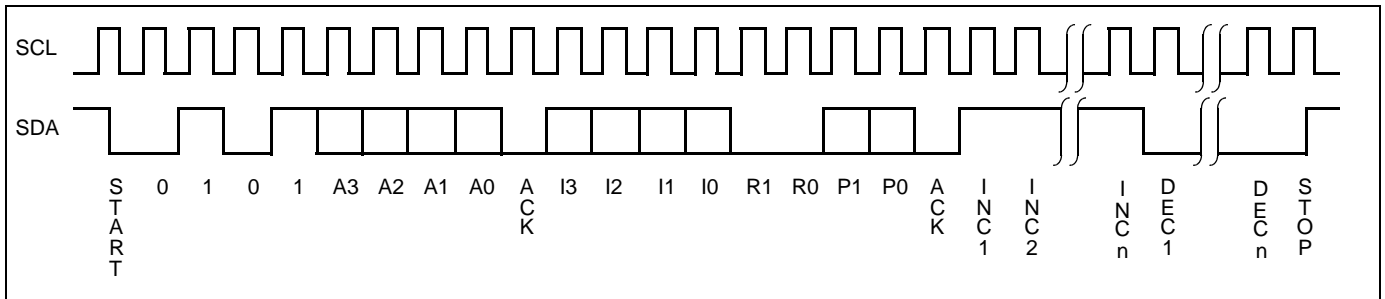 SCL
SDA
START 0 1 0 1 A3 A2 A1 A0 ACK I3 I2 I1 I0 R1 R0 P1 P0 ACK INC1 INC2 INCn DEC1 DECn STOP